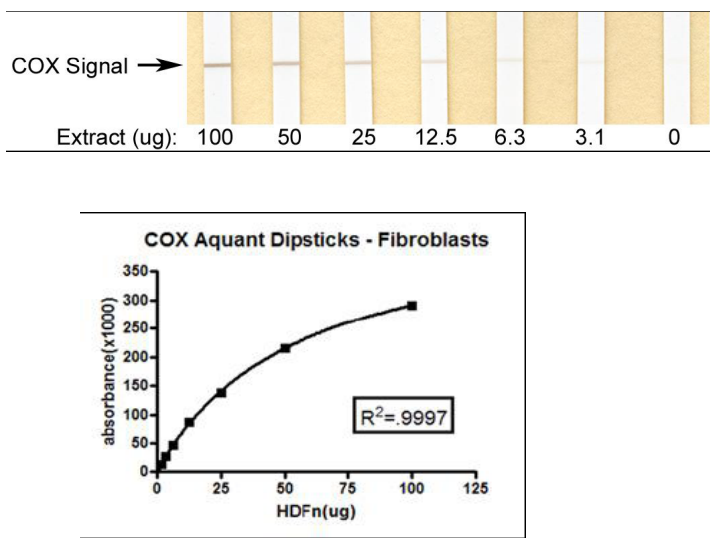 COX Signal
Extract (ug): 100 50 25 12.5 6.3 3.1 0
COX Aquant Dipsticks - Fibroblasts
absorbance(x1000)
350
300
250
200
150
100
50
0
R²=.9997
0 25 50 75 100 125
HDFn(ug)